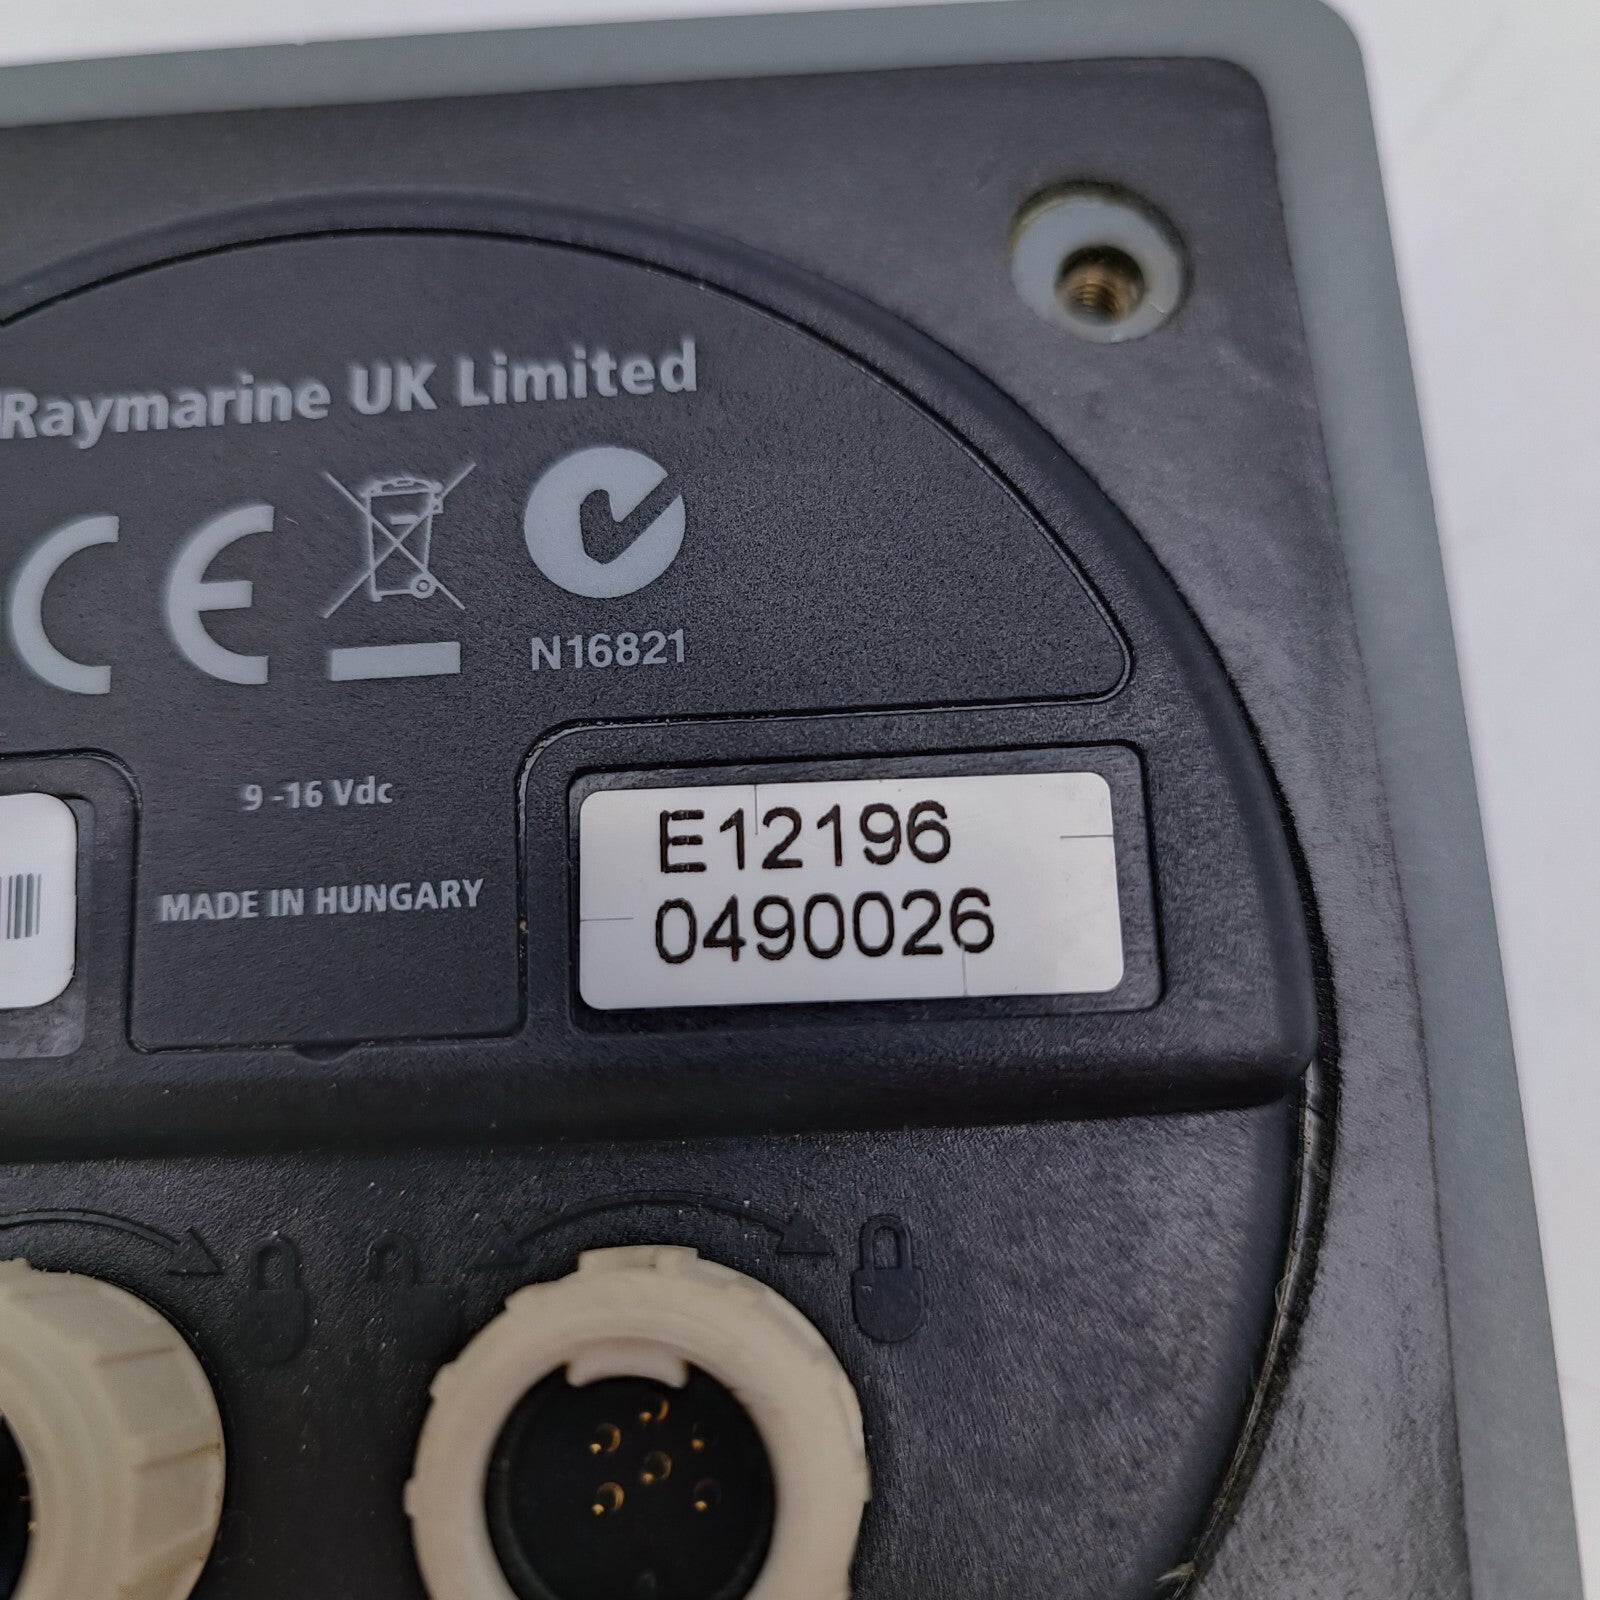 Raymarine UK Limited
CE
N16821
9 -16 Vdc
MADE IN HUNGARY
E12196
0490026